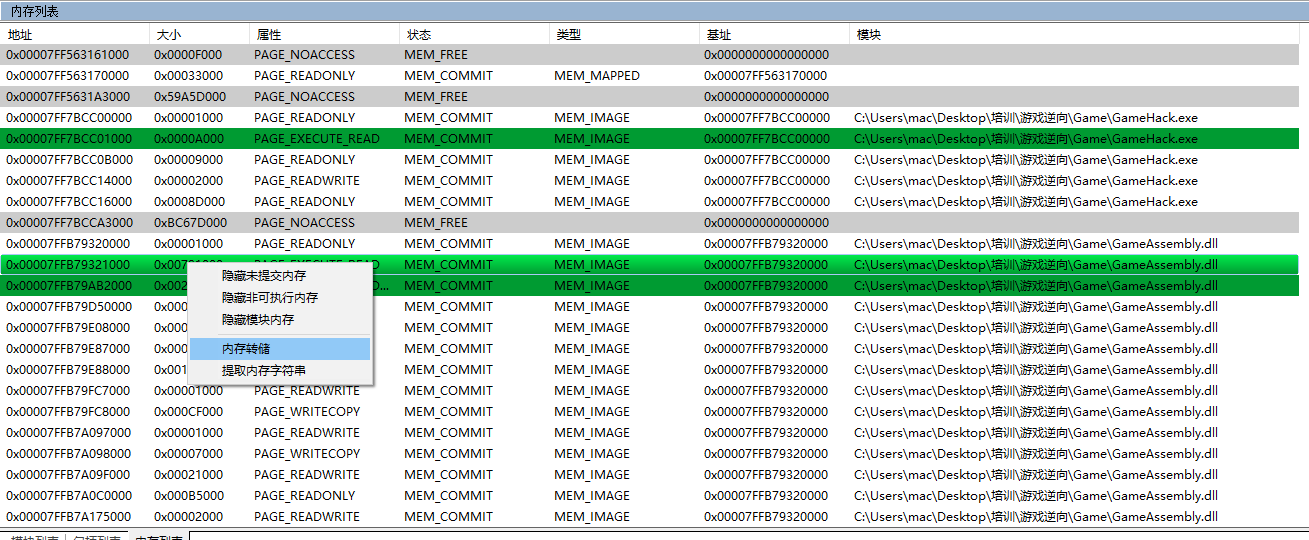 内存列表
地址 大小 属性 状态 类型 基址 模块
0x00007FF563161000 0x0000F000 PAGE_NOACCESS MEM_FREE 0x0000000000000000
0x00007FF563170000 0x00033000 PAGE_READONLY MEM_COMMIT MEM_MAPPED 0x00007FF563170000
0x00007FF5631A3000 0x59A5D000 PAGE_NOACCESS MEM_FREE 0x0000000000000000
0x00007FF7BCC00000 0x00001000 PAGE_READONLY MEM_COMMIT MEM_IMAGE 0x00007FF7BCC00000 C:\Users\mac\Desktop\培训\游戏逆向\Game\GameHack.exe
0x00007FF7BCC01000 0x0000A000 PAGE_EXECUTE_READ MEM_COMMIT MEM_IMAGE 0x00007FF7BCC00000 C:\Users\mac\Desktop\培训\游戏逆向\Game\GameHack.exe
0x00007FF7BCC0B000 0x00009000 PAGE_READONLY MEM_COMMIT MEM_IMAGE 0x00007FF7BCC00000 C:\Users\mac\Desktop\培训\游戏逆向\Game\GameHack.exe
0x00007FF7BCC14000 0x00002000 PAGE_READWRITE MEM_COMMIT MEM_IMAGE 0x00007FF7BCC00000 C:\Users\mac\Desktop\培训\游戏逆向\Game\GameHack.exe
0x00007FF7BCC16000 0x0008D000 PAGE_READONLY MEM_COMMIT MEM_IMAGE 0x00007FF7BCC00000 C:\Users\mac\Desktop\培训\游戏逆向\Game\GameHack.exe
0x00007FF7BCCA3000 0xBC67D000 PAGE_NOACCESS MEM_FREE 0x0000000000000000
0x00007FFB79320000 0x00001000 PAGE_READONLY MEM_COMMIT MEM_IMAGE 0x00007FFB79320000 C:\Users\mac\Desktop\培训\游戏逆向\Game\GameAssembly.dll
0x00007FFB79321000 MEM_COMMIT MEM_IMAGE 0x00007FFB79320000 C:\Users\mac\Desktop\培训\游戏逆向\Game\GameAssembly.dll
隐藏未提交内存
0x00007FFB79AB2000 0x002 D... MEM_COMMIT MEM_IMAGE 0x00007FFB79320000 C:\Users\mac\Desktop\培训\游戏逆向\Game\GameAssembly.dll
隐藏非可执行内存
0x00007FFB79D50000 0x000 MEM_COMMIT MEM_IMAGE 0x00007FFB79320000 C:\Users\mac\Desktop\培训\游戏逆向\Game\GameAssembly.dll
隐藏模块内存
0x00007FFB79E08000 0x000 MEM_COMMIT MEM_IMAGE 0x00007FFB79320000 C:\Users\mac\Desktop\培训\游戏逆向\Game\GameAssembly.dll
内存转储
0x00007FFB79E87000 0x000 MEM_COMMIT MEM_IMAGE 0x00007FFB79320000 C:\Users\mac\Desktop\培训\游戏逆向\Game\GameAssembly.dll
提取内存字符串
0x00007FFB79E88000 0x001 MEM_COMMIT MEM_IMAGE 0x00007FFB79320000 C:\Users\mac\Desktop\培训\游戏逆向\Game\GameAssembly.dll
0x00007FFB79FC7000 0x00001000 PAGE_READWRITE MEM_COMMIT MEM_IMAGE 0x00007FFB79320000 C:\Users\mac\Desktop\培训\游戏逆向\Game\GameAssembly.dll
0x00007FFB79FC8000 0x000CF000 PAGE_WRITECOPY MEM_COMMIT MEM_IMAGE 0x00007FFB79320000 C:\Users\mac\Desktop\培训\游戏逆向\Game\GameAssembly.dll
0x00007FFB7A097000 0x00001000 PAGE_READWRITE MEM_COMMIT MEM_IMAGE 0x00007FFB79320000 C:\Users\mac\Desktop\培训\游戏逆向\Game\GameAssembly.dll
0x00007FFB7A098000 0x00007000 PAGE_WRITECOPY MEM_COMMIT MEM_IMAGE 0x00007FFB79320000 C:\Users\mac\Desktop\培训\游戏逆向\Game\GameAssembly.dll
0x00007FFB7A09F000 0x00021000 PAGE_READWRITE MEM_COMMIT MEM_IMAGE 0x00007FFB79320000 C:\Users\mac\Desktop\培训\游戏逆向\Game\GameAssembly.dll
0x00007FFB7A0C0000 0x000B5000 PAGE_READONLY MEM_COMMIT MEM_IMAGE 0x00007FFB79320000 C:\Users\mac\Desktop\培训\游戏逆向\Game\GameAssembly.dll
0x00007FFB7A175000 0x00002000 PAGE_READWRITE MEM_COMMIT MEM_IMAGE 0x00007FFB79320000 C:\Users\mac\Desktop\培训\游戏逆向\Game\GameAssembly.dll